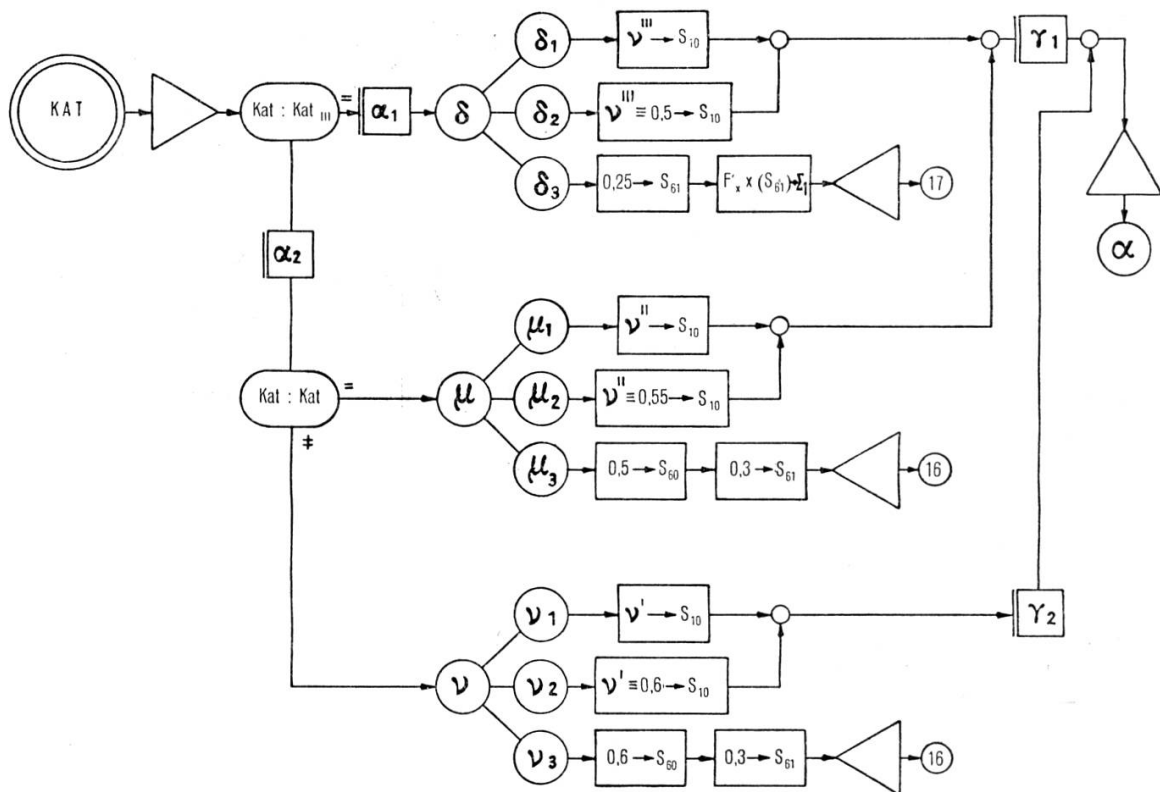 KAT
Kat : Kat III
=
α1
δ
δ1
ν''' → S10
γ1
δ2
ν''' ≡ 0,5 → S10
δ3
0,25 → S61
F'x × (S61) → Σ1
17
α
α2
μ1
ν'' → S10
Kat : Kat
=
≠
μ
μ2
ν'' ≡ 0,55 → S10
μ3
0,5 → S60
0,3 → S61
16
ν1
ν' → S10
γ2
ν
ν2
ν' ≡ 0,6 → S10
ν3
0,6 → S60
0,3 → S61
16